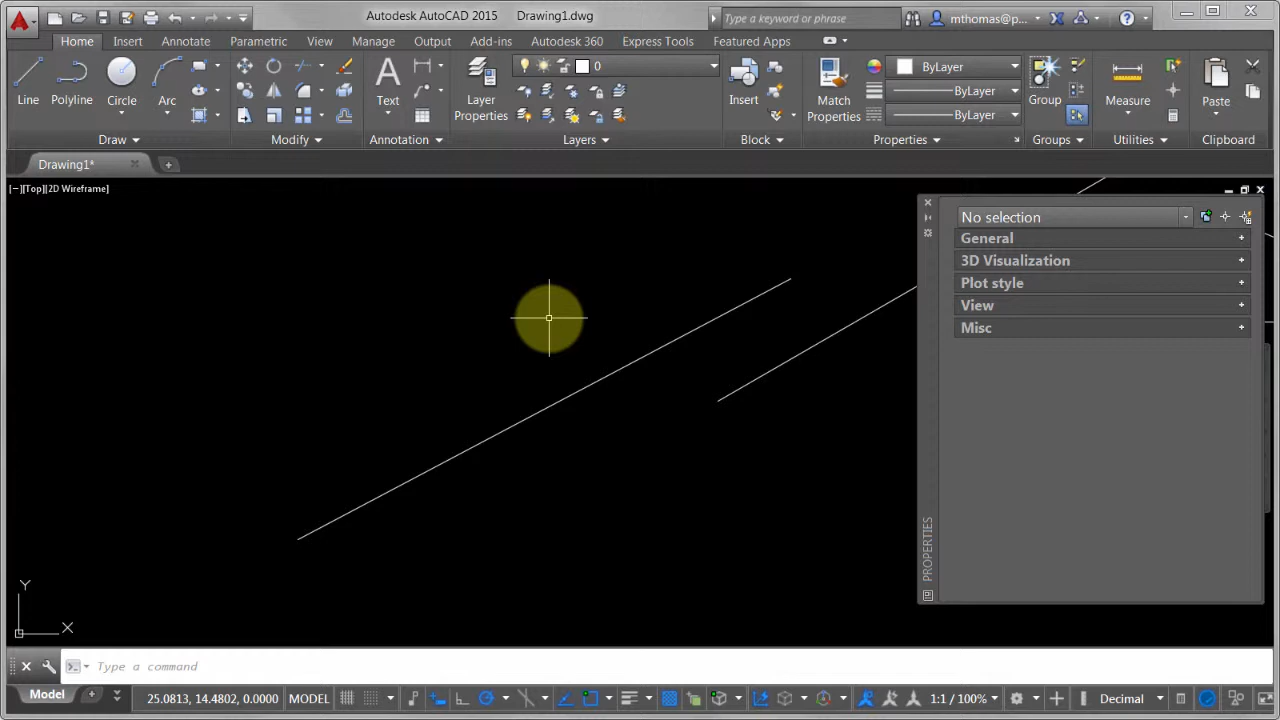 Autodesk AutoCAD 2015 Drawing1.dwg
Type a keyword or phrase
mthomas@p...
Home Insert Annotate Parametric View Manage Output Add-ins Autodesk 360 Express Tools Featured Apps
Line Polyline Circle Arc
Text
Layer Properties
0
Insert
Match Properties
ByLayer
ByLayer
ByLayer
Group
Measure
Paste
Draw Modify Annotation Layers Block Properties Groups Utilities Clipboard
Drawing1*
[−][Top][2D Wireframe]
No selection
General
3D Visualization
Plot style
View
Misc
PROPERTIES
Y
X
Type a command
Model
25.0813, 14.4802, 0.0000 MODEL
1:1 / 100%
Decimal